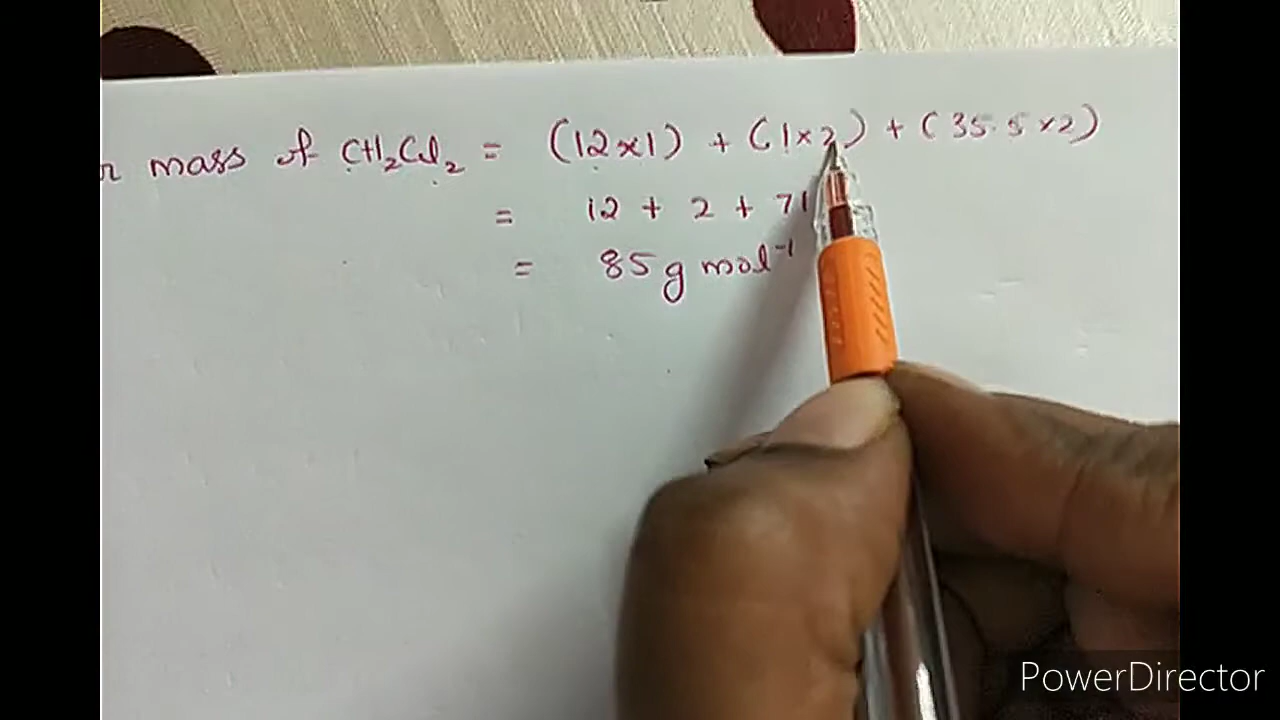 r mass of CH₂Cl₂ = (12×1) + (1×2) + (35.5×2)
= 12 + 2 + 71
= 85 g mol⁻¹
PowerDirector